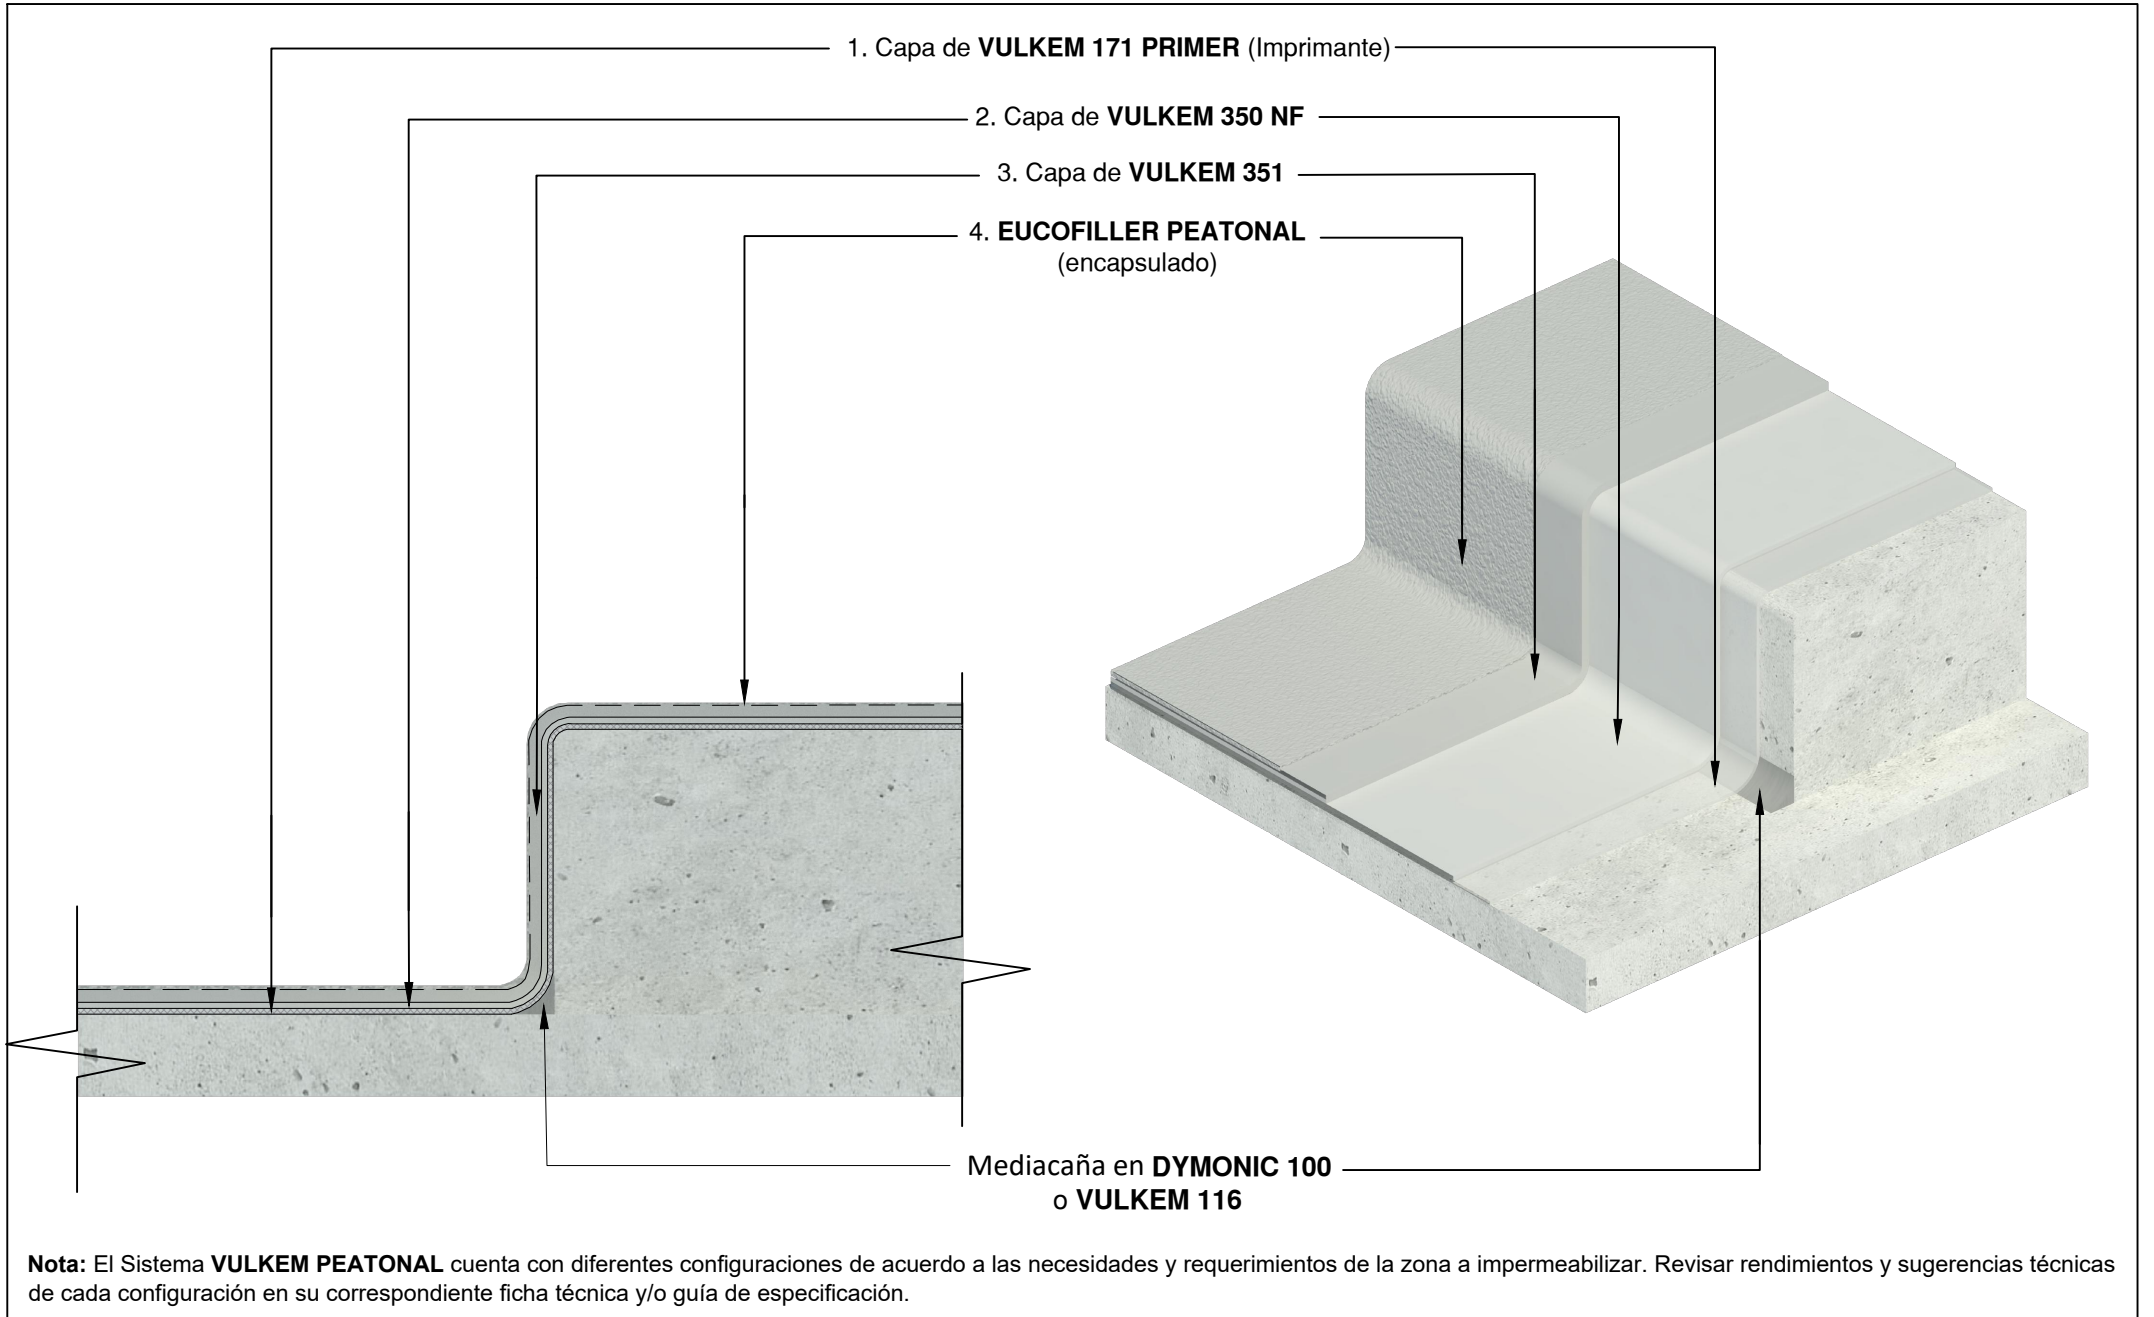 1. Capa de VULKEM 171 PRIMER (Imprimante)
2. Capa de VULKEM 350 NF
3. Capa de VULKEM 351
4. EUCOFILLER PEATONAL
(encapsulado)
Mediacaña en DYMONIC 100
o VULKEM 116
Nota: El Sistema VULKEM PEATONAL cuenta con diferentes configuraciones de acuerdo a las necesidades y requerimientos de la zona a impermeabilizar. Revisar rendimientos y sugerencias técnicas
de cada configuración en su correspondiente ficha técnica y/o guía de especificación.